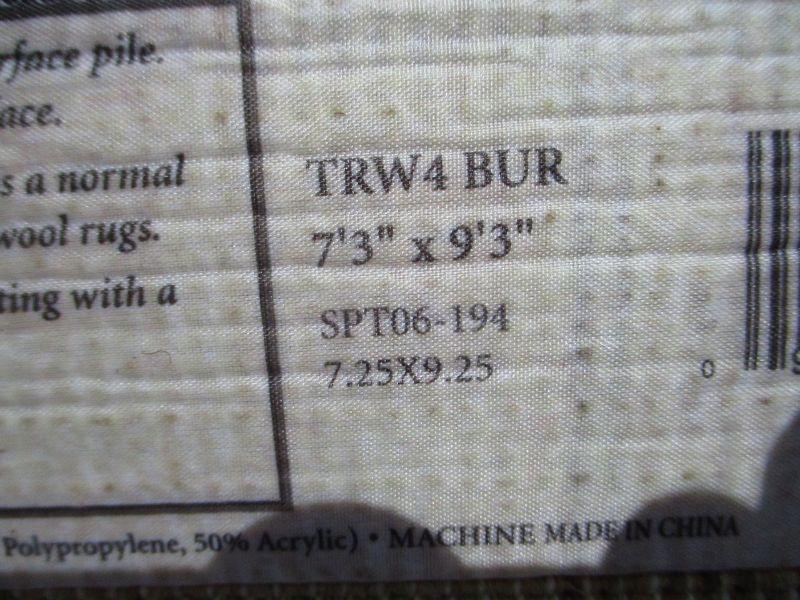 rface pile.
ace.
s a normal
wool rugs.
ting with a
TRW4 BUR
7'3" x 9'3"
SPT06-194
7.25X9.25
0
Polypropylene, 50% Acrylic) • MACHINE MADE IN CHINA